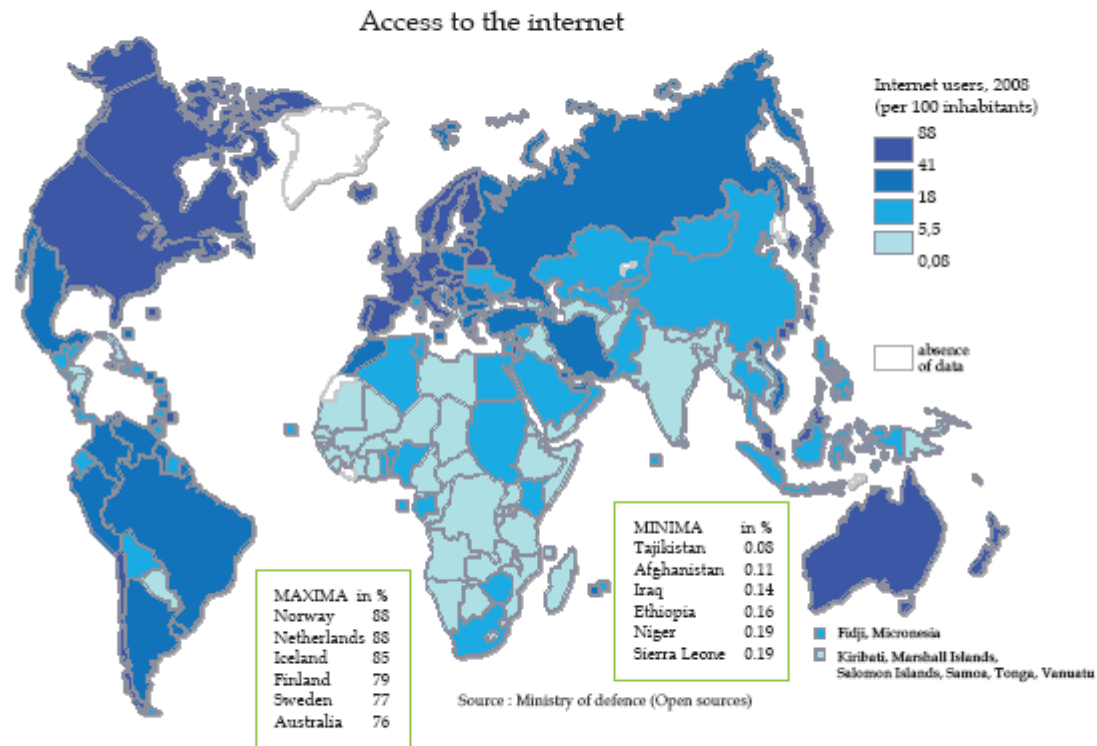 Access to the internet
Internet users, 2008
(per 100 inhabitants)
88
41
18
5,5
0,08
absence
of data
MINIMA in %
Tajikistan 0.08
Afghanistan 0.11
Iraq 0.14
Ethiopia 0.16
Niger 0.19
Sierra Leone 0.19
MAXIMA in %
Norway 88
Netherlands 88
Iceland 85
Finland 79
Sweden 77
Australia 76
Fidji, Micronesia
Kiribati, Marshall Islands,
Salomon Islands, Samoa, Tonga, Vanuatu
Source : Ministry of defence (Open sources)